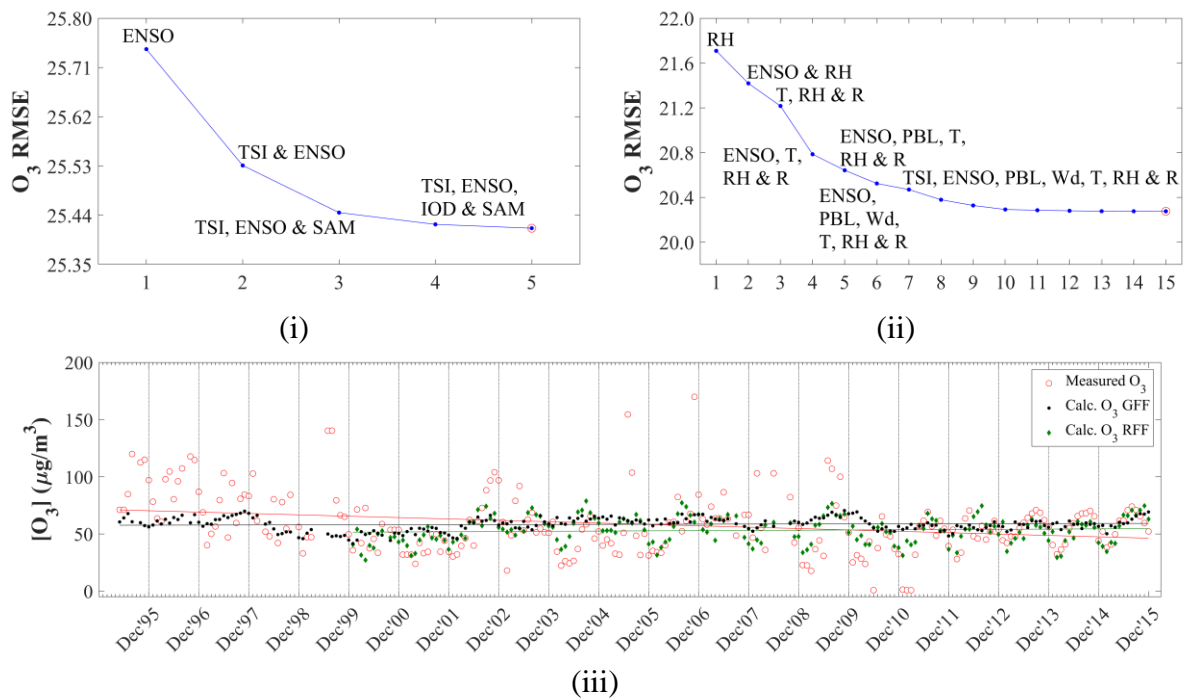 25.80
25.71
25.62
25.53
25.44
25.35
O3 RMSE
ENSO
TSI & ENSO
TSI, ENSO & SAM
TSI, ENSO,
IOD & SAM
1 2 3 4 5
(i)
22.0
21.6
21.2
20.8
20.4
20.0
O3 RMSE
RH
ENSO & RH
T, RH & R
ENSO, T,
RH & R
ENSO, PBL, T,
RH & R
ENSO,
PBL, Wd,
T, RH & R
TSI, ENSO, PBL, Wd, T, RH & R
1 2 3 4 5 6 7 8 9 10 11 12 13 14 15
(ii)
200
150
100
50
0
[O3] (μg/m3)
Measured O3
Calc. O3 GFF
Calc. O3 RFF
Dec'95 Dec'96 Dec'97 Dec'98 Dec'99 Dec'00 Dec'01 Dec'02 Dec'03 Dec'04 Dec'05 Dec'06 Dec'07 Dec'08 Dec'09 Dec'10 Dec'11 Dec'12 Dec'13 Dec'14 Dec'15
(iii)